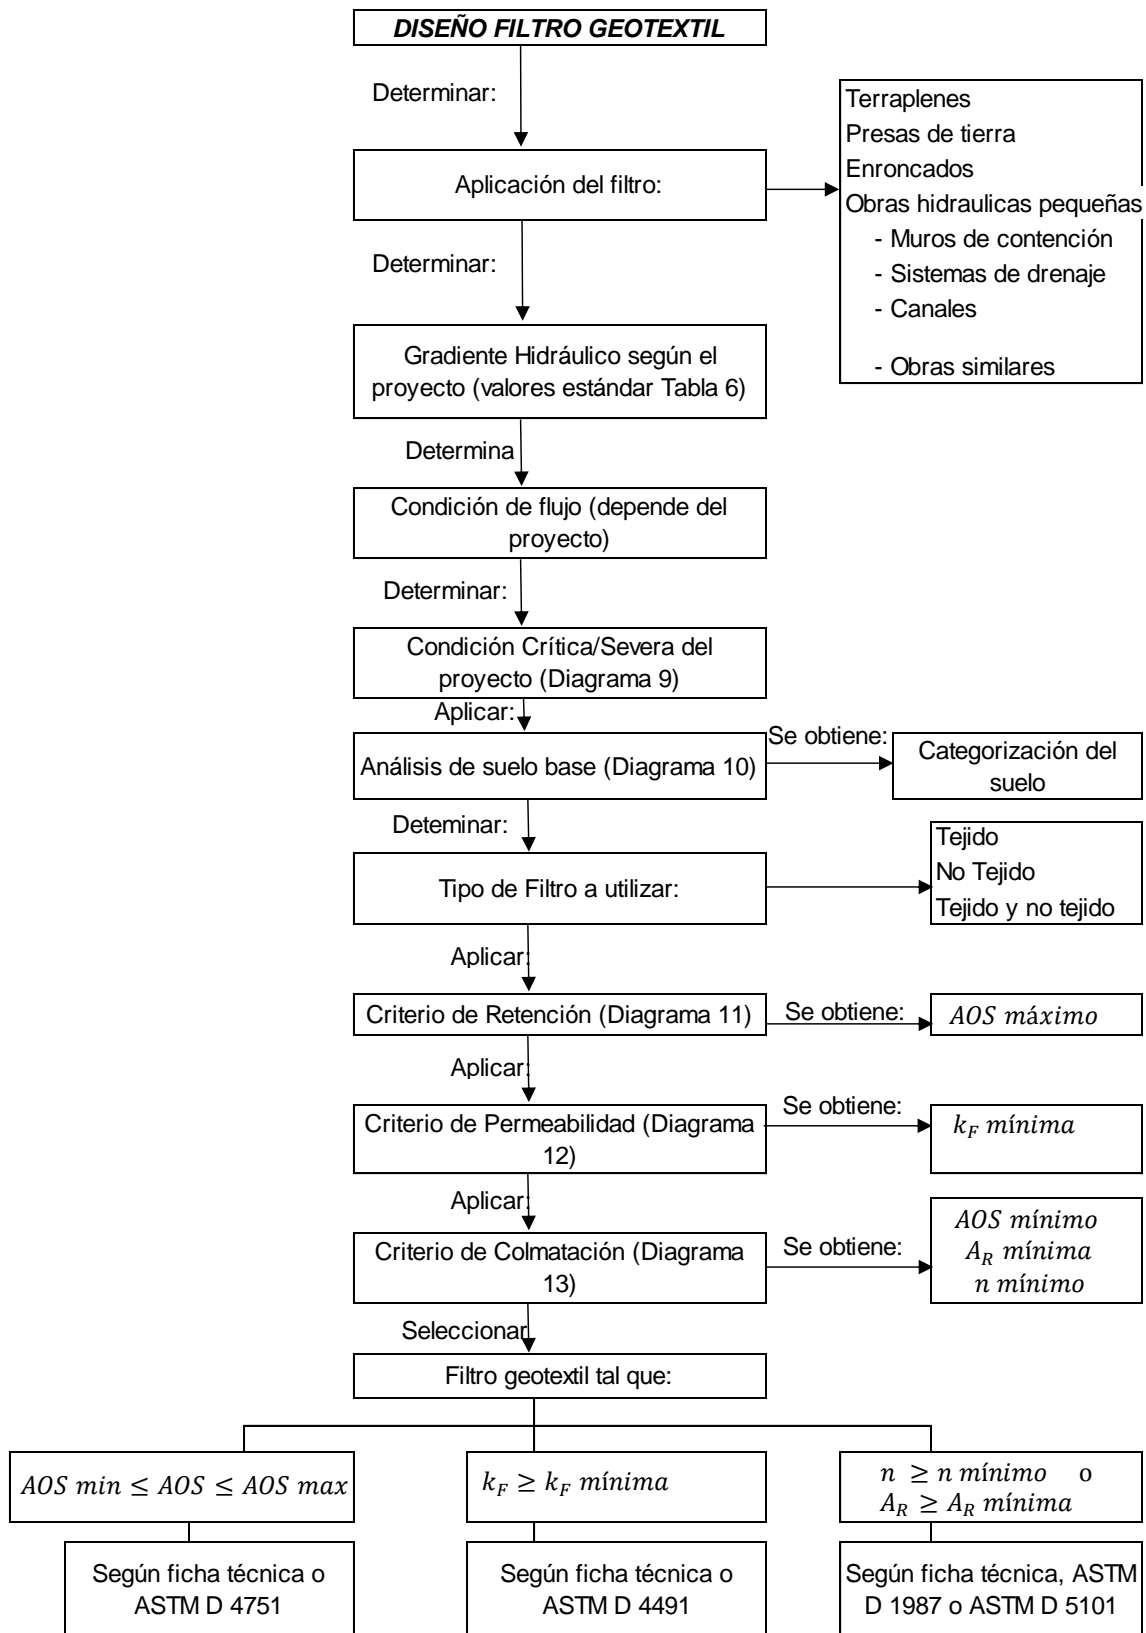 DISEÑO FILTRO GEOTEXTIL
Determinar:
Aplicación del filtro:
Terraplenes
Presas de tierra
Enroncados
Obras hidraulicas pequeñas
- Muros de contención
- Sistemas de drenaje
- Canales
- Obras similares
Determinar:
Gradiente Hidráulico según el
proyecto (valores estándar Tabla 6)
Determina
Condición de flujo (depende del
proyecto)
Determinar:
Condición Crítica/Severa del
proyecto (Diagrama 9)
Aplicar:
Análisis de suelo base (Diagrama 10)
Se obtiene:
Categorización del
suelo
Deteminar:
Tipo de Filtro a utilizar:
Tejido
No Tejido
Tejido y no tejido
Aplicar:
Criterio de Retención (Diagrama 11)
Se obtiene:
AOS máximo
Aplicar:
Criterio de Permeabilidad (Diagrama
12)
Se obtiene:
k_F mínima
Aplicar:
Criterio de Colmatación (Diagrama
13)
Se obtiene:
AOS mínimo
A_R mínima
n mínimo
Seleccionar
Filtro geotextil tal que:
AOS min ≤ AOS ≤ AOS max
k_F ≥ k_F mínima
n ≥ n mínimo o
A_R ≥ A_R mínima
Según ficha técnica o
ASTM D 4751
Según ficha técnica o
ASTM D 4491
Según ficha técnica, ASTM
D 1987 o ASTM D 5101